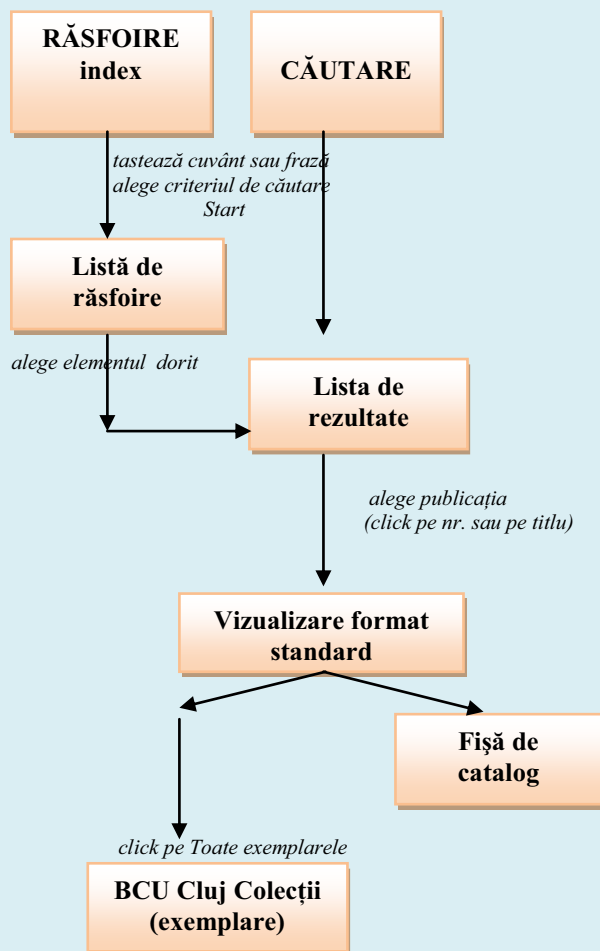 RĂSFOIRE
index
CĂUTARE
tastează cuvânt sau frază
alege criteriul de căutare
Start
Listă de
răsfoire
alege elementul dorit
Lista de
rezultate
alege publicația
(click pe nr. sau pe titlu)
Vizualizare format
standard
Fişă de
catalog
click pe Toate exemplarele
BCU Cluj Colecții
(exemplare)